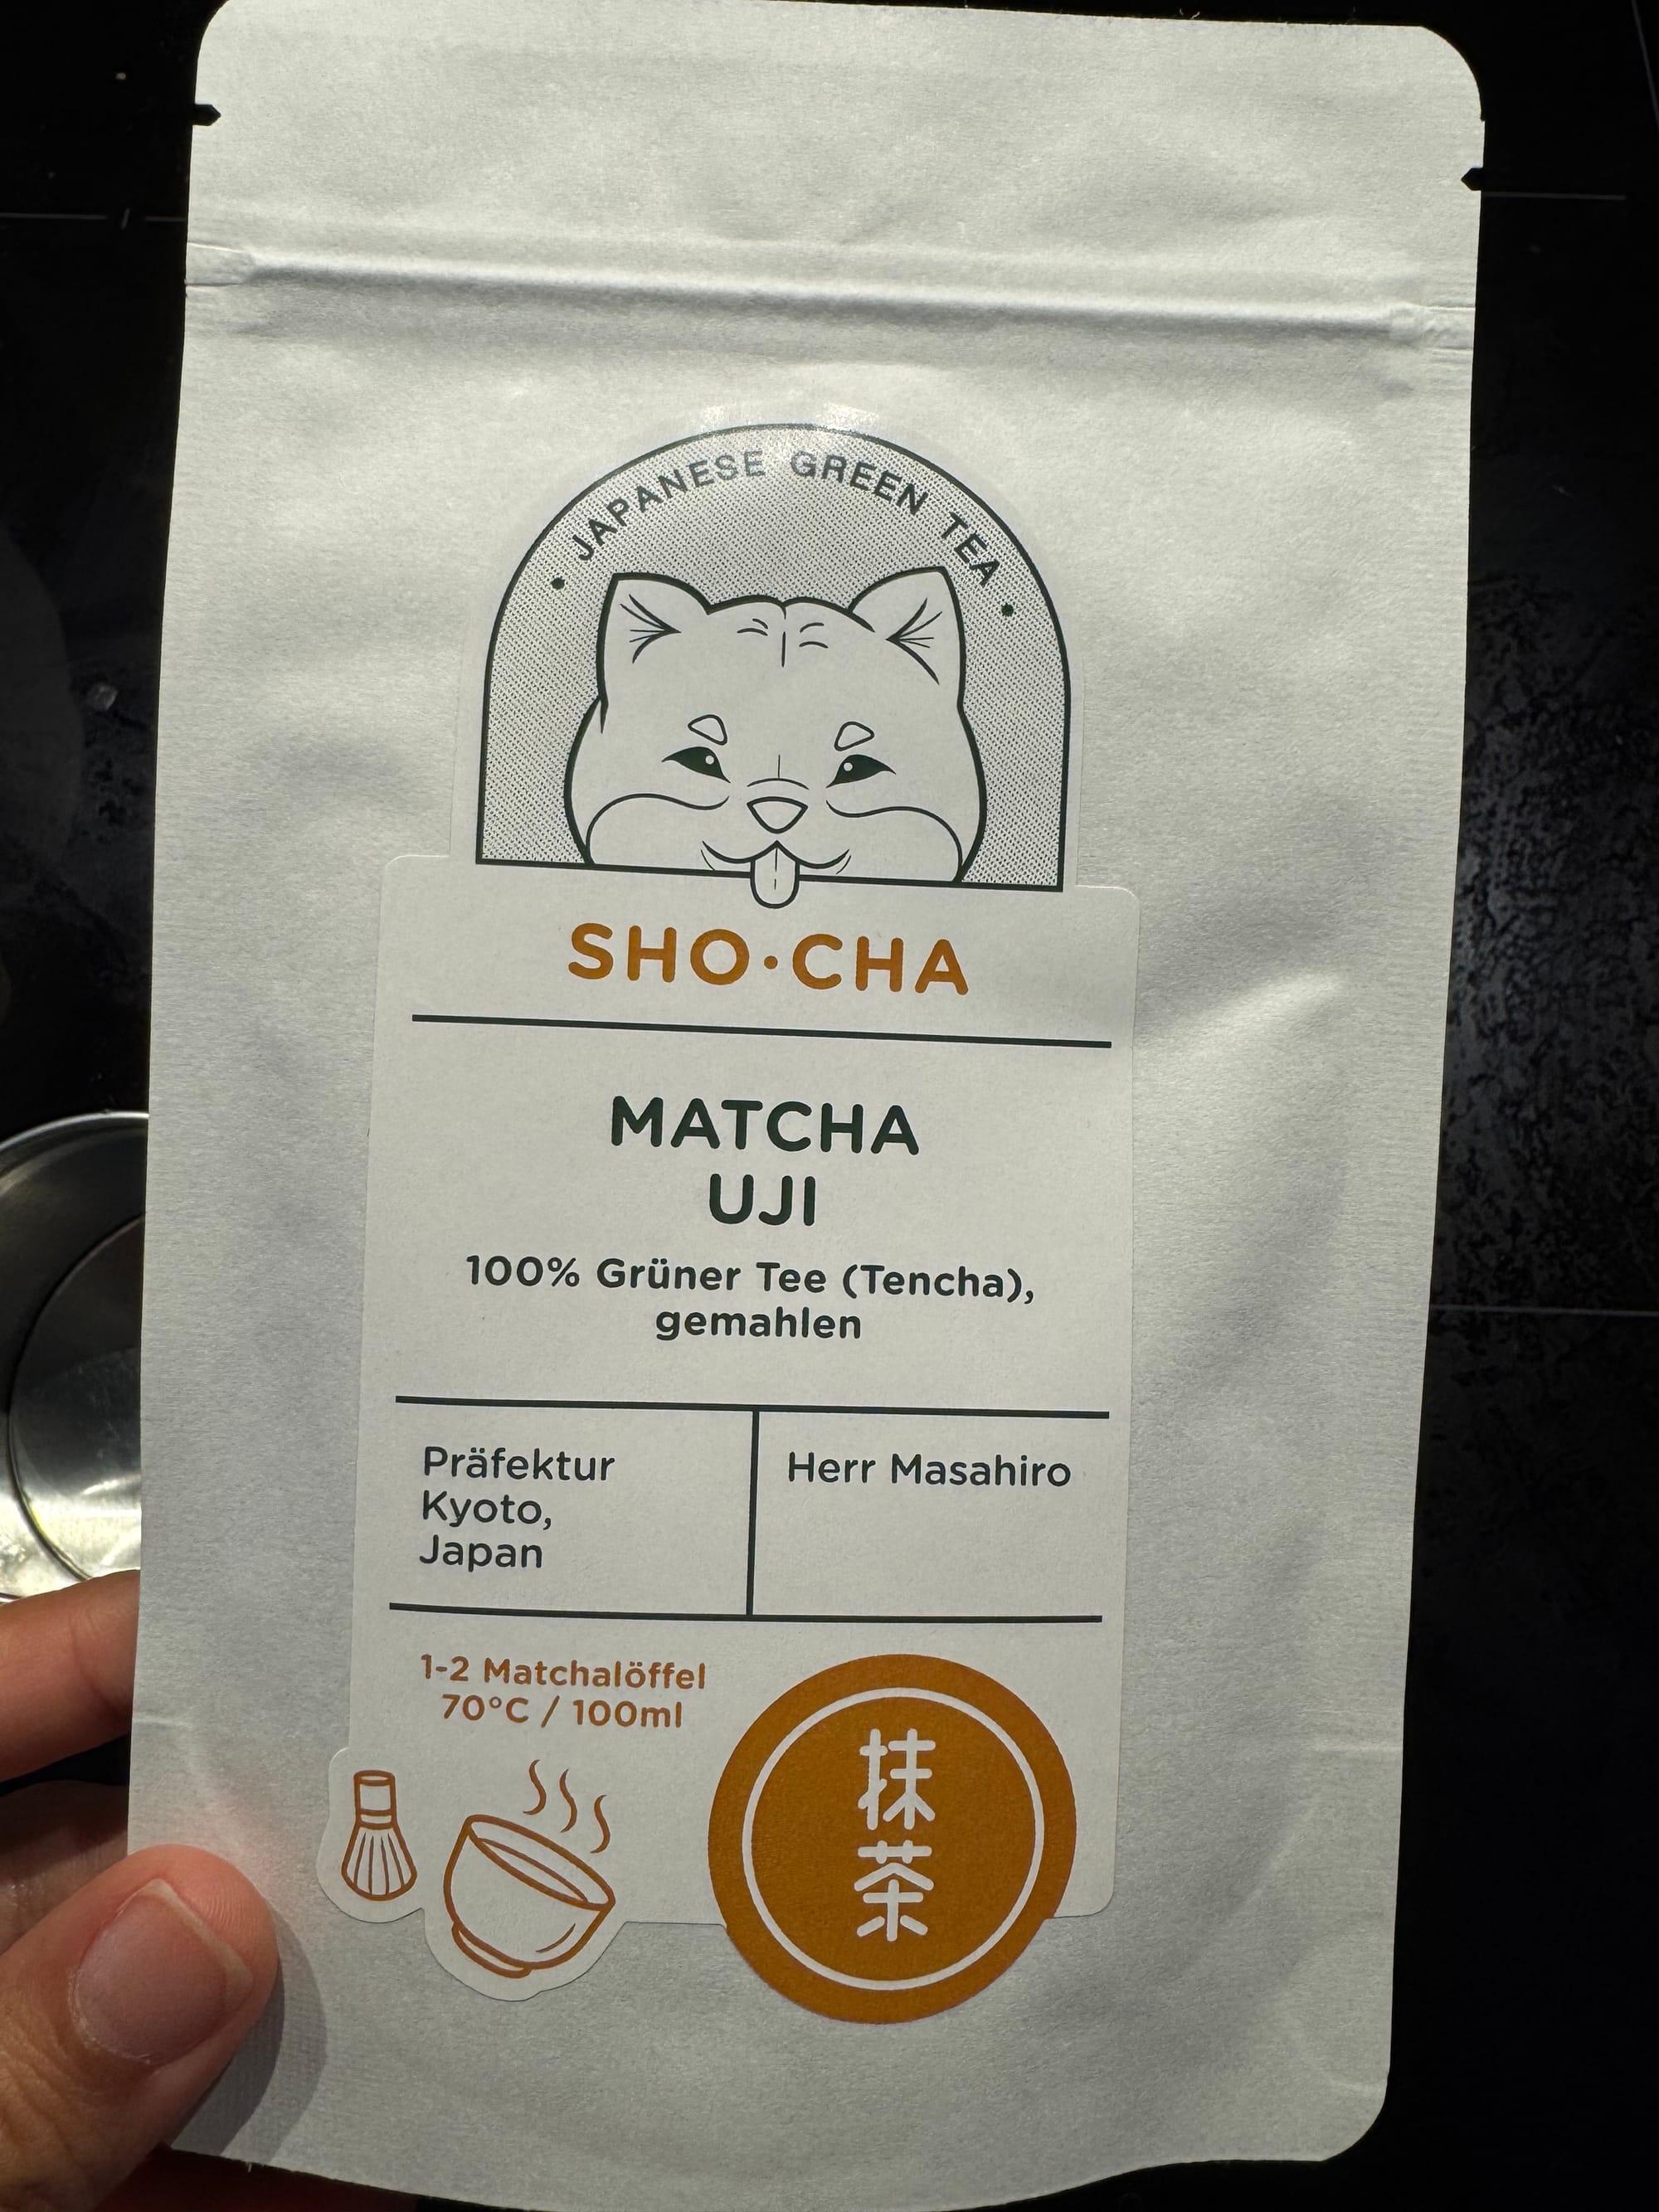 • JAPANESE GREEN TEA •
SHO·CHA
MATCHA
UJI
100% Grüner Tee (Tencha),
gemahlen
Präfektur
Kyoto,
Japan
Herr Masahiro
1-2 Matchalöffel
70°C / 100ml
抹
茶